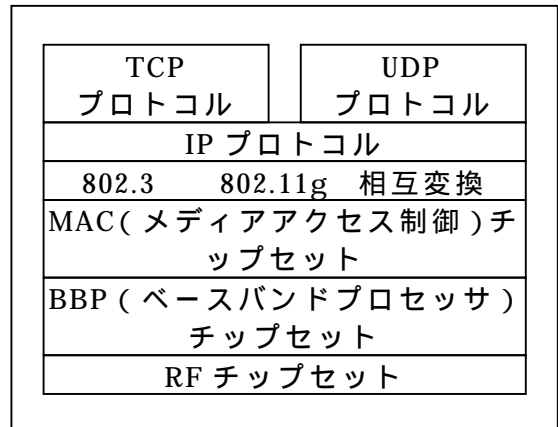 TCP
プロトコル
UDP
プロトコル
IP プロトコル
802.3 802.11g 相互変換
MAC(メディアアクセス制御)チ
ップセット
BBP(ベースバンドプロセッサ)
チップセット
RF チップセット